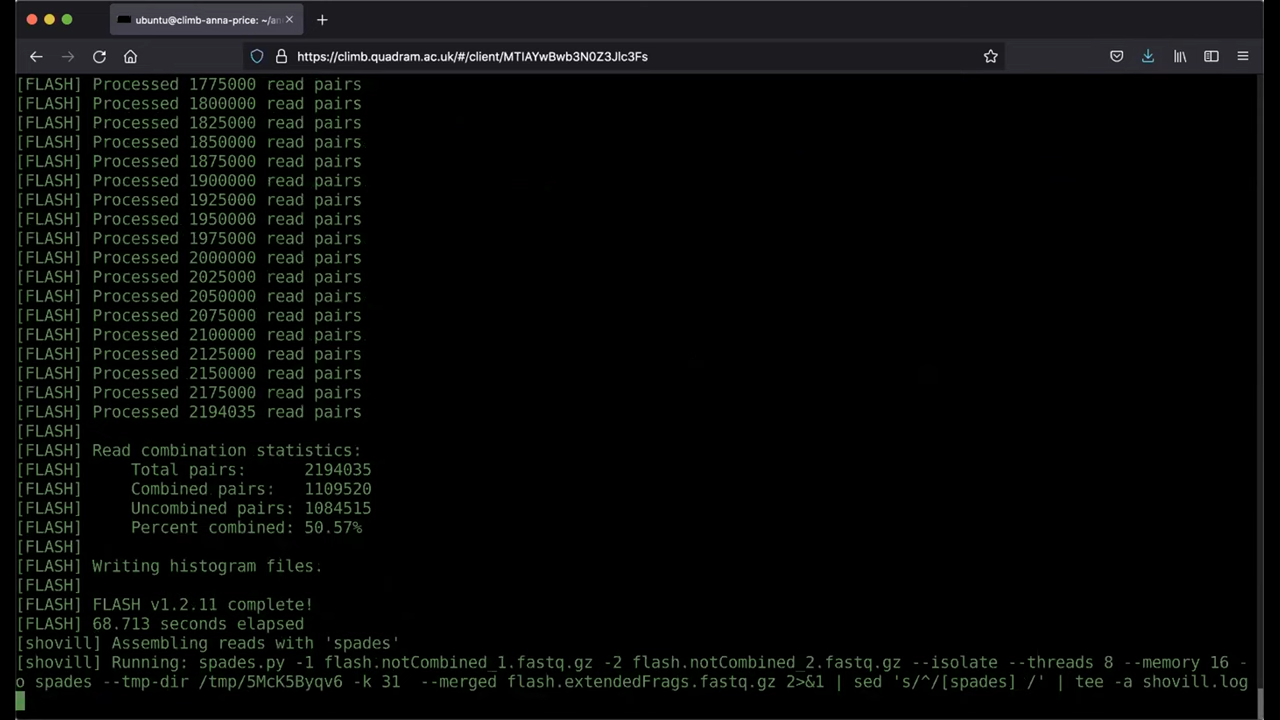 ubuntu@climb-anna-price: ~/an
https://climb.quadram.ac.uk/#/client/MTIAYwBwb3N0Z3Jlc3Fs
[FLASH] Processed 1775000 read pairs
[FLASH] Processed 1800000 read pairs
[FLASH] Processed 1825000 read pairs
[FLASH] Processed 1850000 read pairs
[FLASH] Processed 1875000 read pairs
[FLASH] Processed 1900000 read pairs
[FLASH] Processed 1925000 read pairs
[FLASH] Processed 1950000 read pairs
[FLASH] Processed 1975000 read pairs
[FLASH] Processed 2000000 read pairs
[FLASH] Processed 2025000 read pairs
[FLASH] Processed 2050000 read pairs
[FLASH] Processed 2075000 read pairs
[FLASH] Processed 2100000 read pairs
[FLASH] Processed 2125000 read pairs
[FLASH] Processed 2150000 read pairs
[FLASH] Processed 2175000 read pairs
[FLASH] Processed 2194035 read pairs
[FLASH]
[FLASH] Read combination statistics:
[FLASH]     Total pairs:      2194035
[FLASH]     Combined pairs:   1109520
[FLASH]     Uncombined pairs: 1084515
[FLASH]     Percent combined: 50.57%
[FLASH]
[FLASH] Writing histogram files.
[FLASH]
[FLASH] FLASH v1.2.11 complete!
[FLASH] 68.713 seconds elapsed
[shovill] Assembling reads with 'spades'
[shovill] Running: spades.py -1 flash.notCombined_1.fastq.gz -2 flash.notCombined_2.fastq.gz --isolate --threads 8 --memory 16 -
o spades --tmp-dir /tmp/5McK5Byqv6 -k 31  --merged flash.extendedFrags.fastq.gz 2>&1 | sed 's/^/[spades] /' | tee -a shovill.log